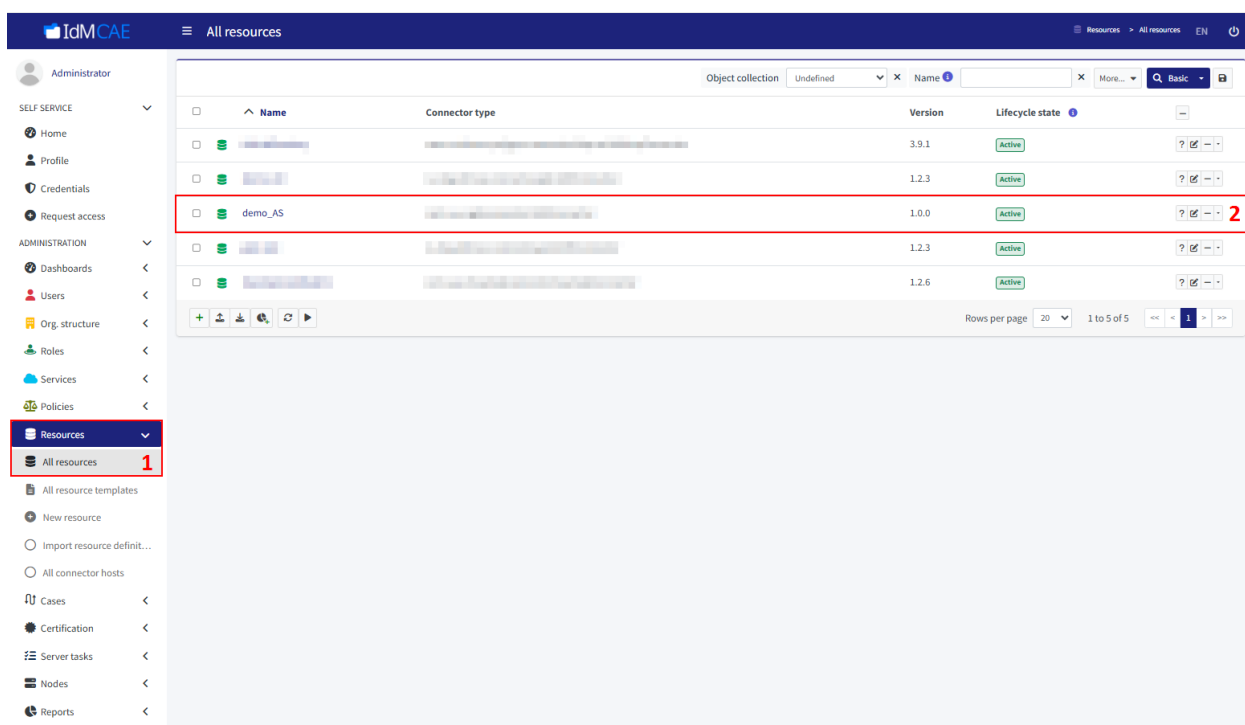 IdMCAE
All resources
Resources > All resources EN
Administrator
Object collection Undefined × Name × More... Basic
SELF SERVICE
Name Connector type Version Lifecycle state
Home
3.9.1 Active ?
Profile
Credentials
1.2.3 Active ?
Request access
demo_AS 1.0.0 Active ? 2
ADMINISTRATION
1.2.3 Active ?
Dashboards
Users
1.2.6 Active ?
Org. structure
+ Rows per page 20 1 to 5 of 5 << < 1 > >>
Roles
Services
Policies
Resources
All resources 1
All resource templates
New resource
Import resource definit...
All connector hosts
Cases
Certification
Server tasks
Nodes
Reports